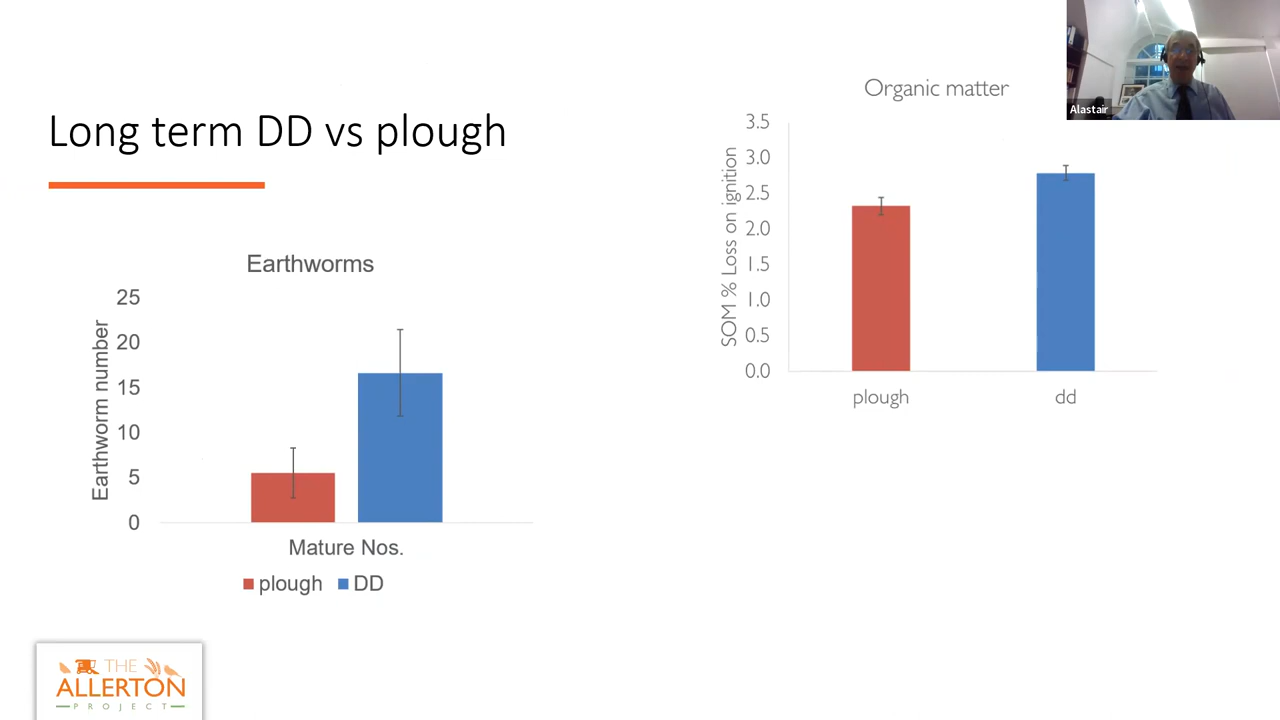 Long term DD vs plough
Earthworms
Earthworm number
25
20
15
10
5
0
Mature Nos.
plough DD
Organic matter
SOM % Loss on ignition
3.5
3.0
2.5
2.0
1.5
1.0
0.5
0.0
plough dd
Alastair
THE
ALLERTON
PROJECT